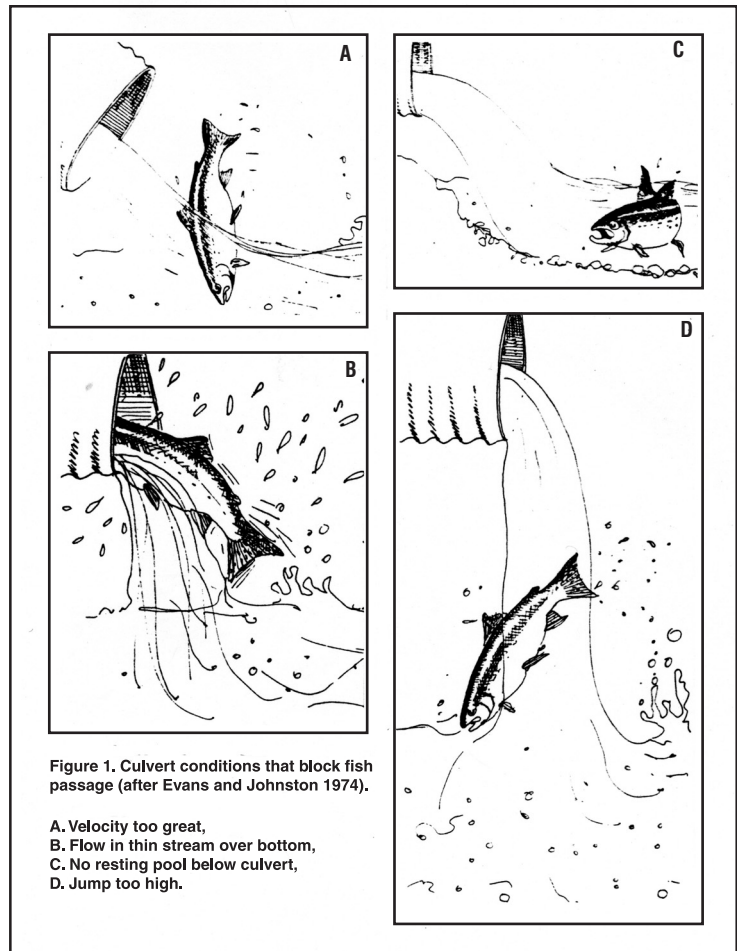 A
C
B
D
Figure 1. Culvert conditions that block fish
passage (after Evans and Johnston 1974).
A. Velocity too great,
B. Flow in thin stream over bottom,
C. No resting pool below culvert,
D. Jump too high.